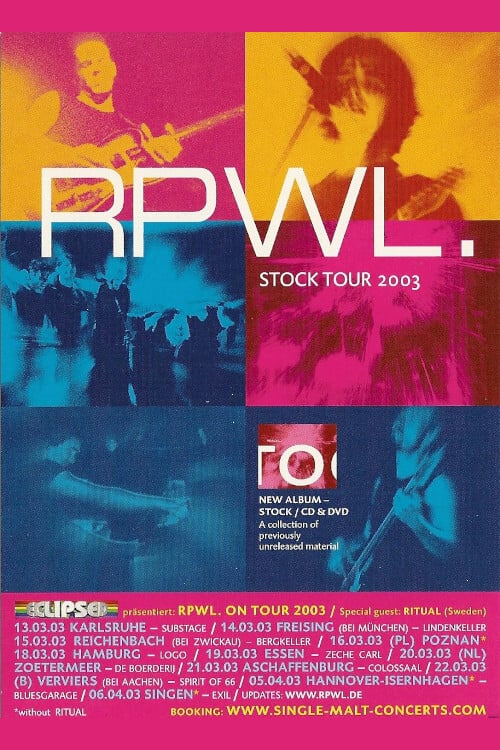 RPWL.
STOCK TOUR 2003
TOC
NEW ALBUM –
STOCK / CD & DVD
A collection of
previously
unreleased material
ECLIPSED präsentiert: RPWL. ON TOUR 2003 / Special guest: RITUAL (Sweden)
13.03.03 KARLSRUHE – SUBSTAGE / 14.03.03 FREISING (BEI MÜNCHEN) – LINDENKELLER
15.03.03 REICHENBACH (BEI ZWICKAU) – BERGKELLER / 16.03.03 (PL) POZNAN*
18.03.03 HAMBURG – LOGO / 19.03.03 ESSEN – ZECHE CARL / 20.03.03 (NL)
ZOETERMEER – DE BOERDERIJ / 21.03.03 ASCHAFFENBURG – COLOSSAAL / 22.03.03
(B) VERVIERS (BEI AACHEN) – SPIRIT OF 66 / 05.04.03 HANNOVER-ISERNHAGEN* –
BLUESGARAGE / 06.04.03 SINGEN* – EXIL / UPDATES: WWW.RPWL.DE
*without RITUAL BOOKING: WWW.SINGLE-MALT-CONCERTS.COM